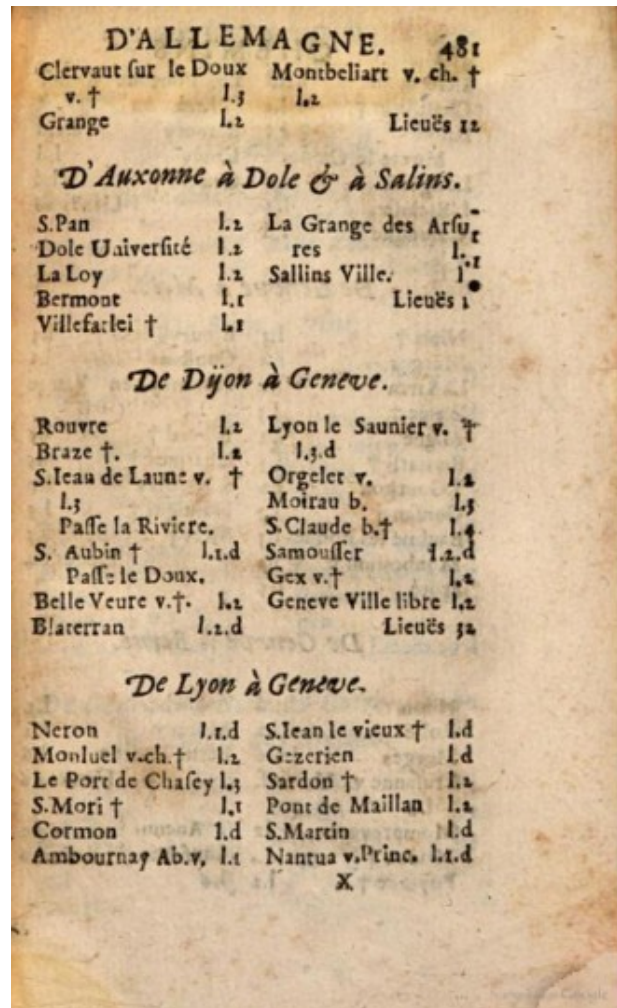 D'ALLEMAGNE. 481
Clervaut ſur le Doux
v. † l.3
Grange l.2
Montbeliart v. ch. †
l.2
Lieuës 12
D'Auxonne à Dole & à Salins.
S.Pan l.2
Dole Université l.2
La Loy l.2
Bermont l.1
Villefarlei † l.1
La Grange des Arſu-
res l.
Sallins Ville. l
Lieuës 1
De Dijon à Geneve.
Rouvre l.2
Braze †. l.2
S.Iean de Laune v. †
l.3
Paſſe la Riviere.
S. Aubin † l.1.d
Paſſe le Doux.
Belle Veure v.†. l.2
Blaterran l.2.d
Lyon le Saunier v. †
l.3.d
Orgelet v. l.2
Moirau b. l.3
S.Claude b.† l.4
Samouſſer l.2.d
Gex v.† l.2
Geneve Ville libre l.2
Lieuës 32
De Lyon à Geneve.
Neron l.1.d
Monluel v.ch.† l.2
Le Port de Chaſey l.3
S.Mori † l.1
Cormon l.d
Ambournay Ab.v. l.1
S.Iean le vieux † l.d
Gezerien l.d
Sardon † l.2
Pont de Maillan l.2
S.Martin l.d
Nantua v.Princ. l.1.d
X